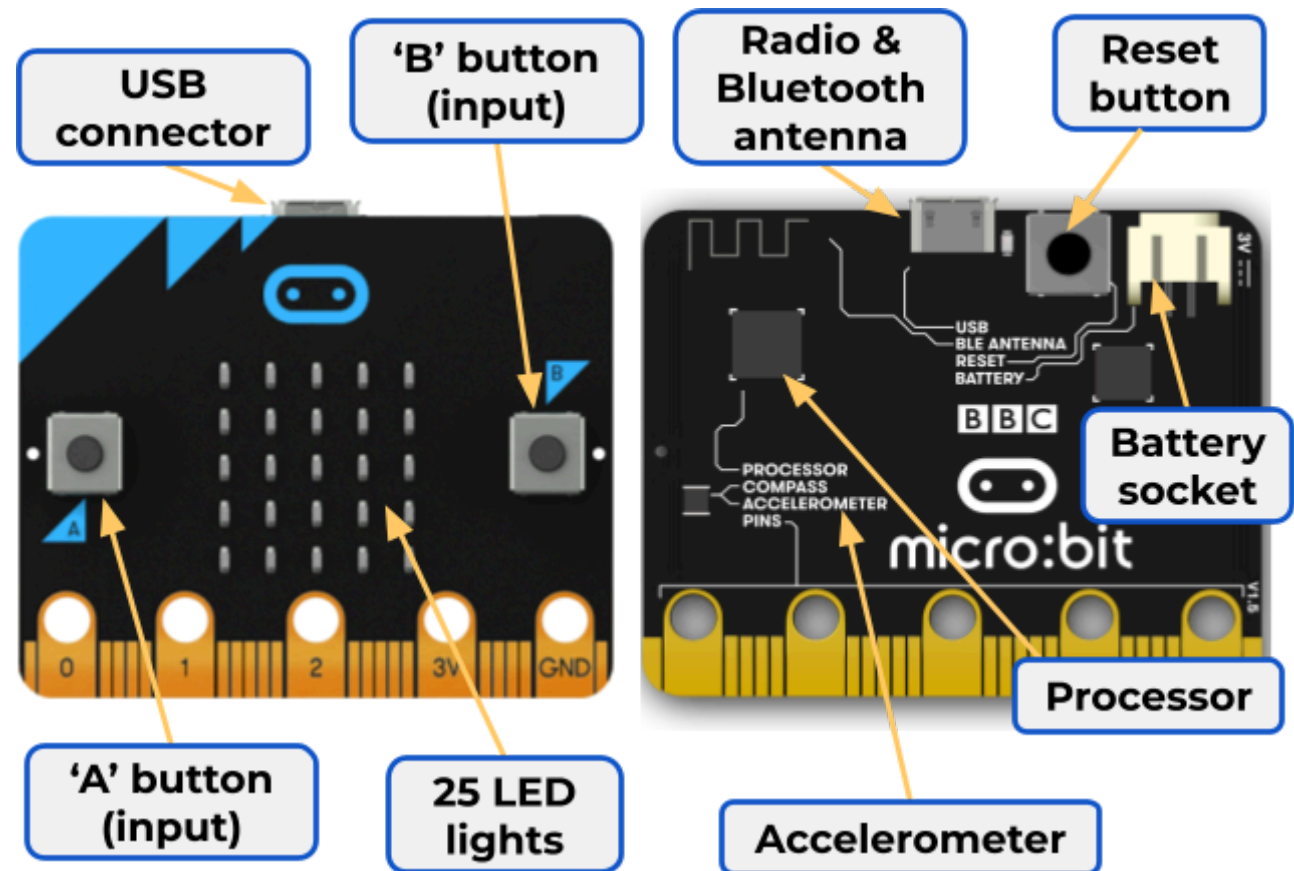 USB
connector
‘B’ button
(input)
Radio &
Bluetooth
antenna
Reset
button
3V
B
A
USB
BLE ANTENNA
RESET
BATTERY
BBC
PROCESSOR
COMPASS
ACCELEROMETER
PINS
micro:bit
V1.5
Battery
socket
0
1
2
3V
GND
Processor
‘A’ button
(input)
25 LED
lights
Accelerometer